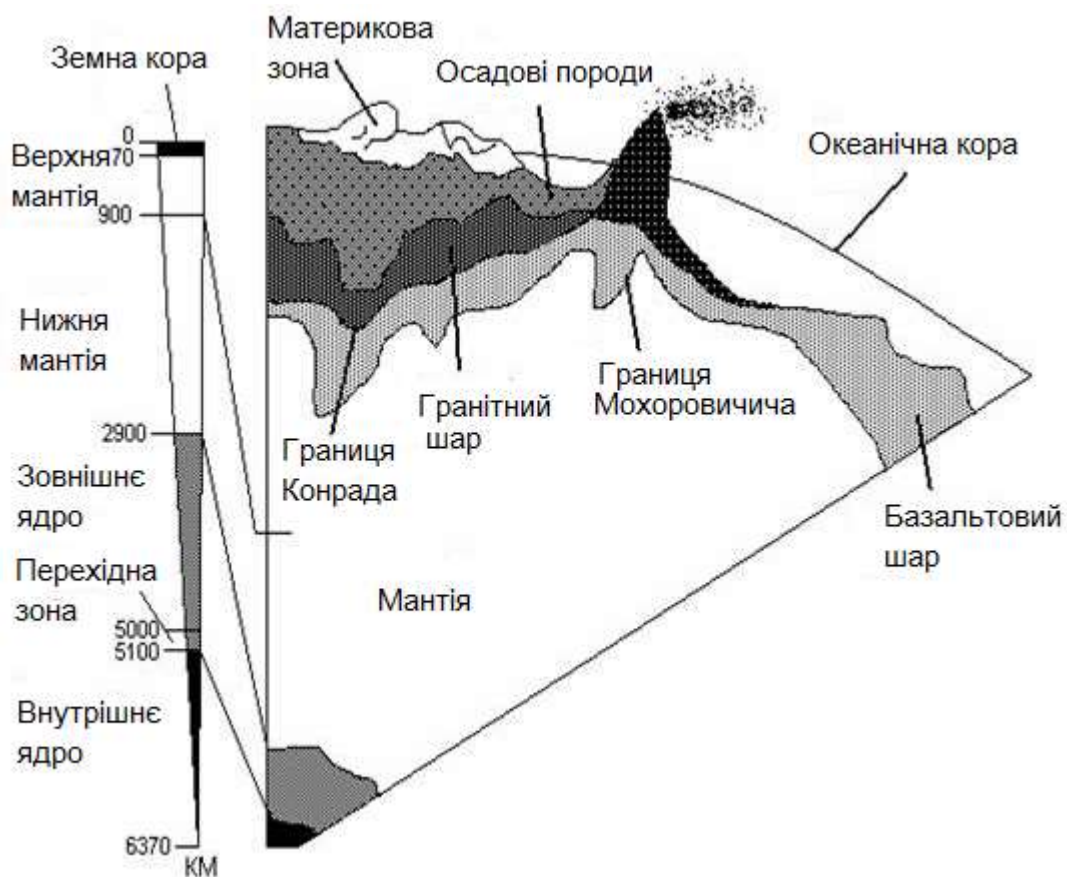 Материкова
зона
Земна кора
Осадові породи
Океанічна кора
0
70
Верхня
мантія
900
Нижня
мантія
2900
Зовнішнє
ядро
Перехідна
зона
5000
5100
Внутрішнє
ядро
6370
КМ
Границя
Конрада
Гранітний
шар
Границя
Мохоровичича
Базальтовий
шар
Мантія